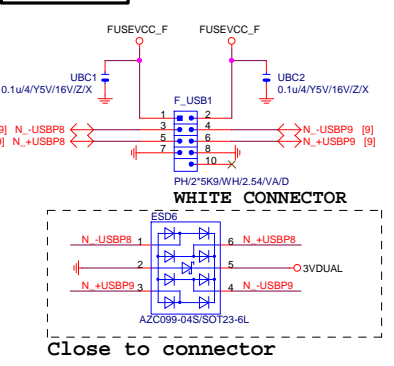 FUSEVCC_F FUSEVCC_F
UBC1 UBC2
0.1u/4/Y5V/16V/Z/X 0.1u/4/Y5V/16V/Z/X
F_USB1
1 2
9] N_-USBP8 3 4 N_-USBP9 [9]
9] N_+USBP8 5 6 N_+USBP9 [9]
7 8
10
PH/2*5K9/WH/2.54/VA/D
WHITE CONNECTOR
ESD6
N_-USBP8 1 6 N_+USBP8
2 5 3VDUAL
N_+USBP9 3 4 N_-USBP9
AZC099-04S/SOT23-6L
Close to connector